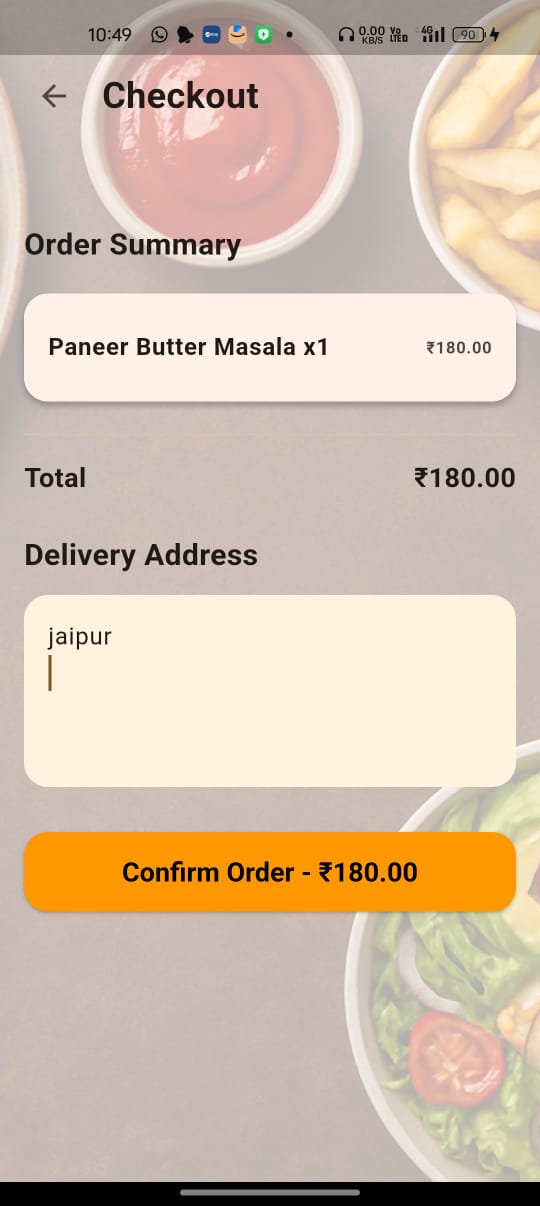 10:49 0.00 KB/S Vo LTE 4G 90
Checkout
Order Summary
Paneer Butter Masala x1 ₹180.00
Total ₹180.00
Delivery Address
jaipur
Confirm Order - ₹180.00